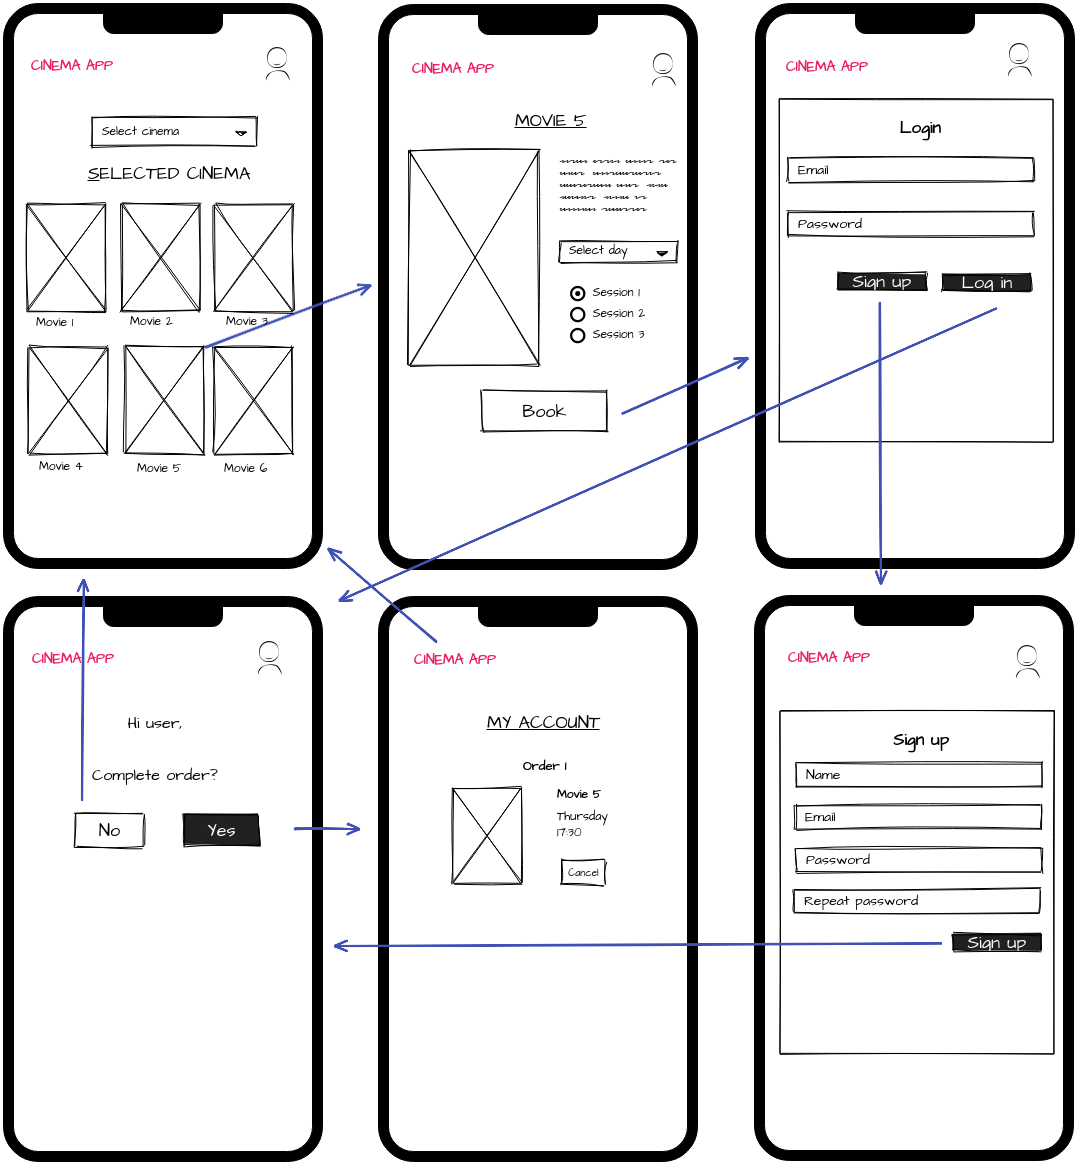 CINEMA APP
Select cinema
SELECTED CINEMA
Movie 1
Movie 2
Movie 3
Movie 4
Movie 5
Movie 6
CINEMA APP
MOVIE 5
Select day
Session 1
Session 2
Session 3
Book
CINEMA APP
Login
Email
Password
Sign up
Log in
CINEMA APP
Hi user,
Complete order?
No
Yes
CINEMA APP
MY ACCOUNT
Order 1
Movie 5
Thursday
17:30
Cancel
CINEMA APP
Sign up
Name
Email
Password
Repeat password
Sign up